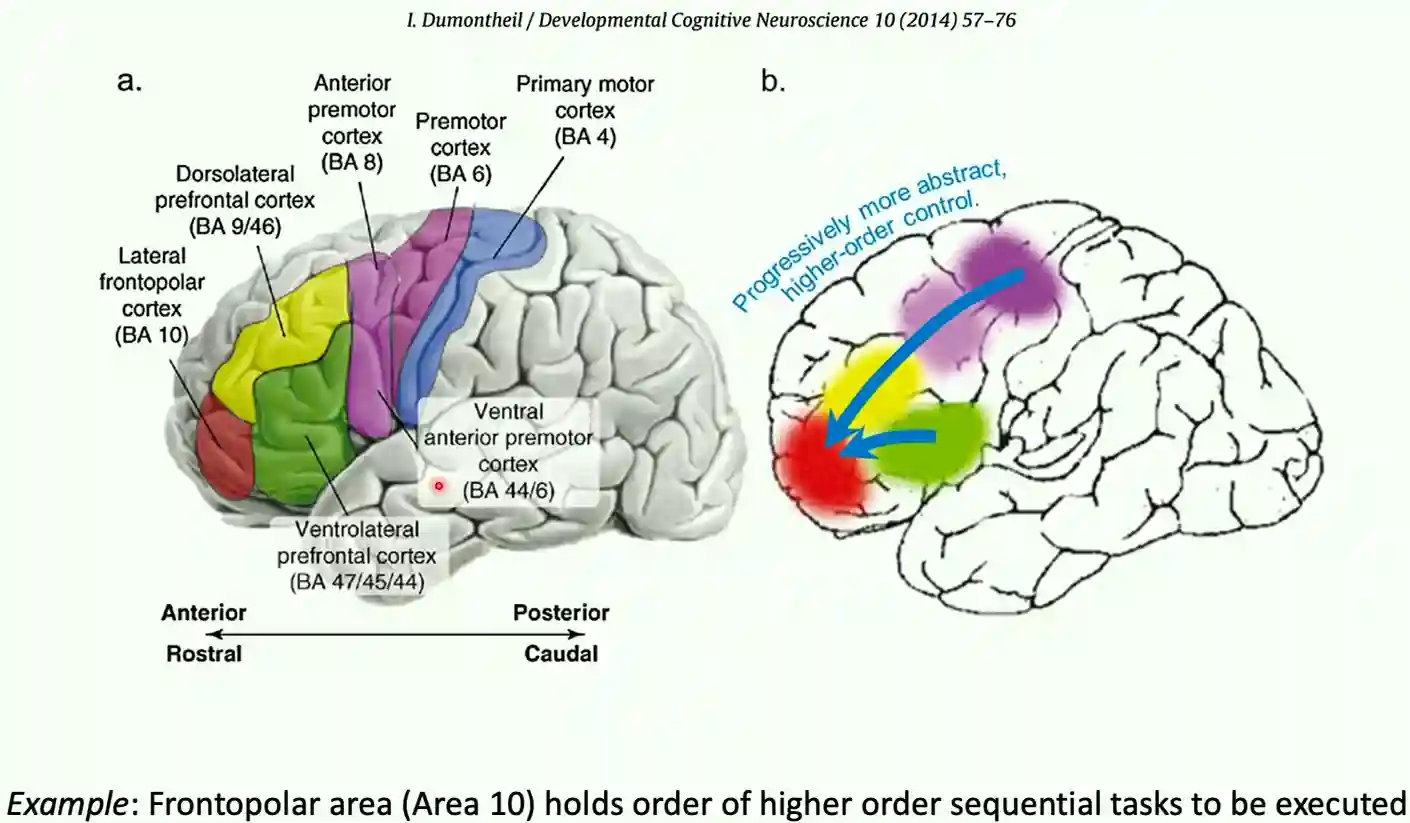 I. Dumontheil / Developmental Cognitive Neuroscience 10 (2014) 57–76
a.
Anterior
premotor
cortex
(BA 8)
Primary motor
cortex
(BA 4)
Premotor
cortex
(BA 6)
Dorsolateral
prefrontal cortex
(BA 9/46)
Lateral
frontopolar
cortex
(BA 10)
Ventral
anterior premotor
cortex
(BA 44/6)
Ventrolateral
prefrontal cortex
(BA 47/45/44)
Anterior
Posterior
Rostral
Caudal
b.
Progressively more abstract,
higher-order control.
Example: Frontopolar area (Area 10) holds order of higher order sequential tasks to be executed